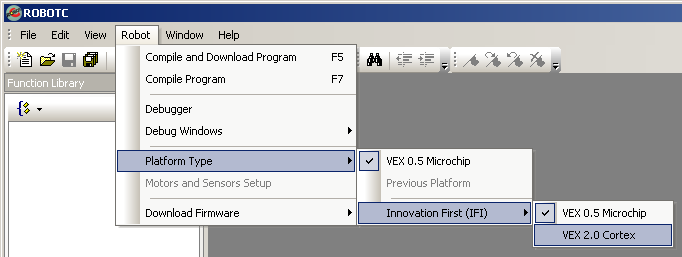 ROBOTC
File Edit View Robot Window Help
Function Library
Compile and Download Program F5
Compile Program F7
Debugger
Debug Windows
Platform Type
Motors and Sensors Setup
Download Firmware
VEX 0.5 Microchip
Previous Platform
Innovation First (IFI)
VEX 0.5 Microchip
VEX 2.0 Cortex